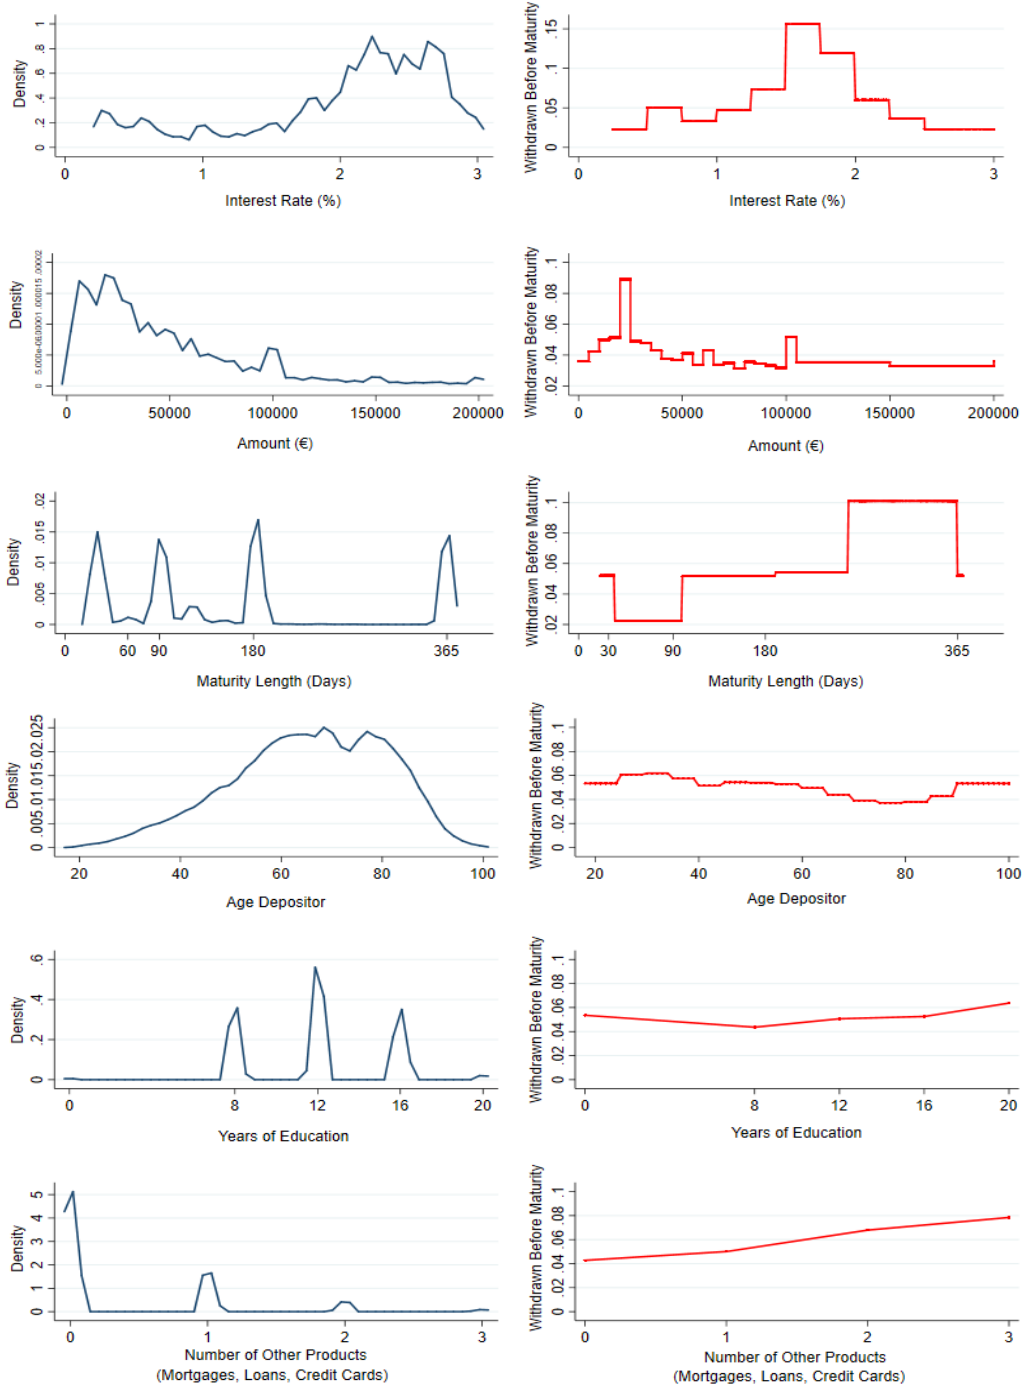 Density
0 .2 .4 .6 .8 1
0 1 2 3
Interest Rate (%)
Withdrawn Before Maturity
0 .05 .1 .15
0 1 2 3
Interest Rate (%)
Density
0 5.000e-06 .00001 .000015 .00002
0 50000 100000 150000 200000
Amount (€)
Withdrawn Before Maturity
.02 .04 .06 .08 .1
0 50000 100000 150000 200000
Amount (€)
Density
0 .005 .01 .015 .02
0 60 90 180 365
Maturity Length (Days)
Withdrawn Before Maturity
.02 .04 .06 .08 .1
0 30 90 180 365
Maturity Length (Days)
Density
0 .005 .01 .015 .02 .025
20 40 60 80 100
Age Depositor
Withdrawn Before Maturity
0 .02 .04 .06 .08 .1
20 40 60 80 100
Age Depositor
Density
0 .2 .4 .6
0 8 12 16 20
Years of Education
Withdrawn Before Maturity
0 .02 .04 .06 .08 .1
0 8 12 16 20
Years of Education
Density
0 1 2 3 4 5
0 1 2 3
Number of Other Products
(Mortgages, Loans, Credit Cards)
Withdrawn Before Maturity
0 .02 .04 .06 .08 .1
0 1 2 3
Number of Other Products
(Mortgages, Loans, Credit Cards)